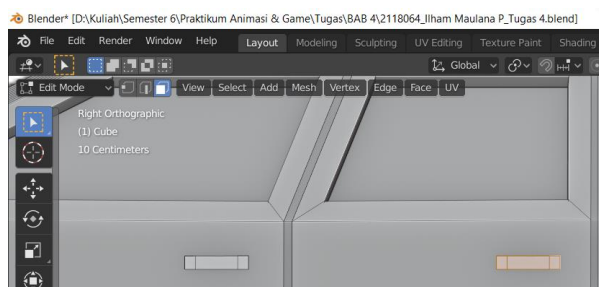 Blender* [D:\Kuliah\Semester 6\Praktikum Animasi & Game\Tugas\BAB 4\2118064_Ilham Maulana P_Tugas 4.blend]
File Edit Render Window Help Layout Modeling Sculpting UV Editing Texture Paint Shading
Global
Edit Mode View Select Add Mesh Vertex Edge Face UV
Right Orthographic
(1) Cube
10 Centimeters